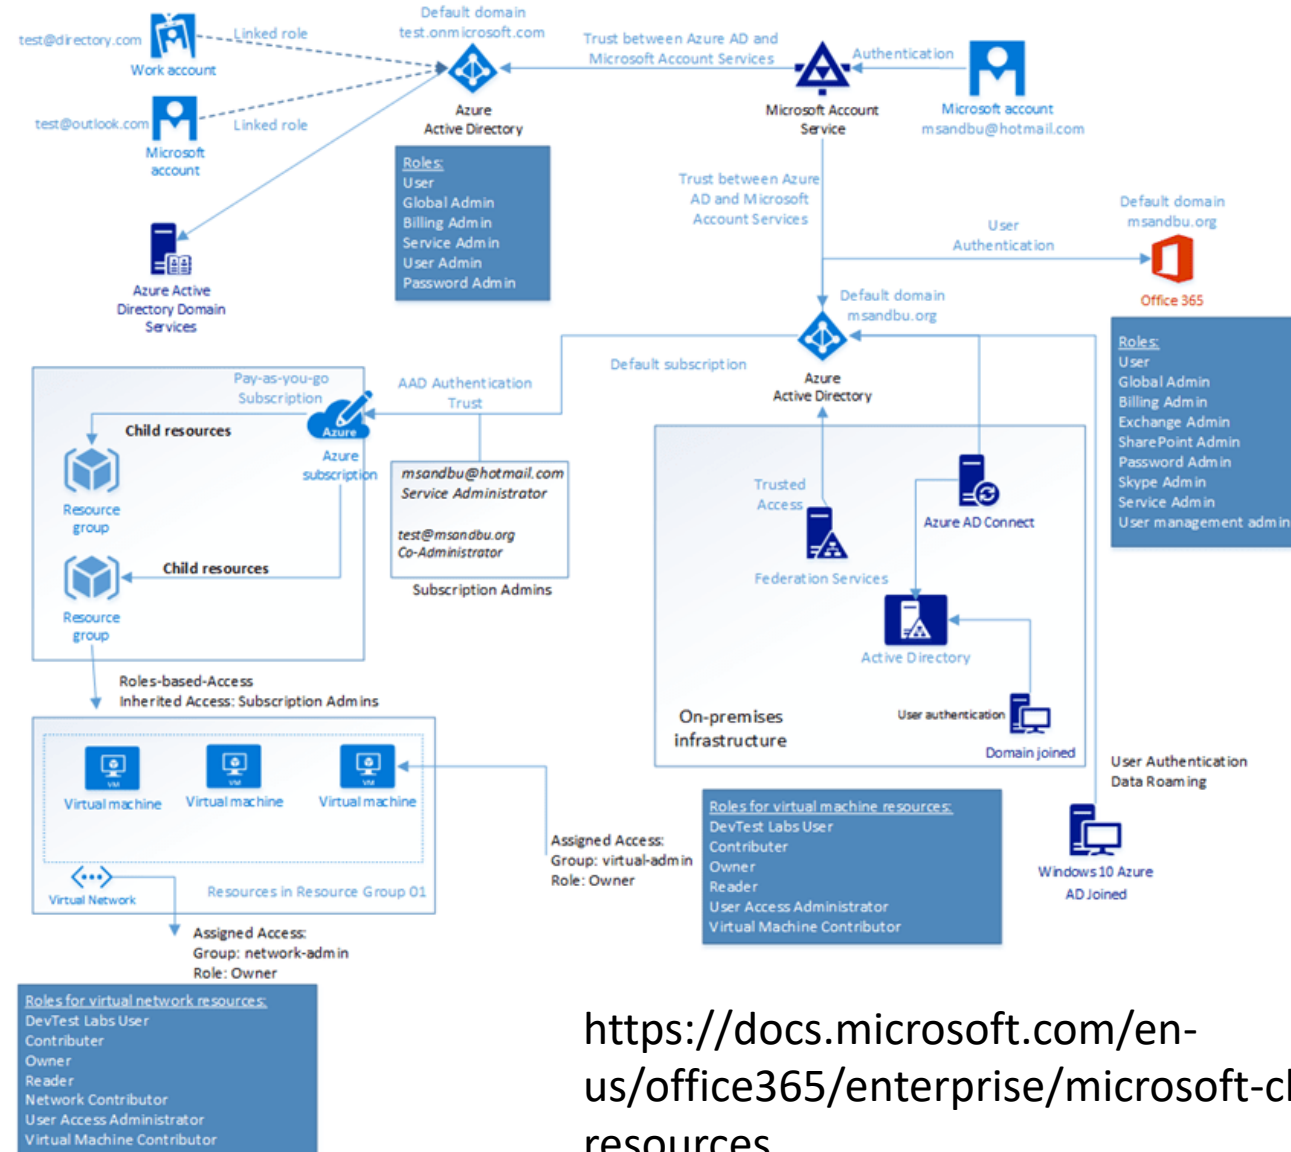 Default domain
test.onmicrosoft.com
test@directory.com
Linked role
Work account
Trust between Azure AD and
Microsoft Account Services
Authentication
Azure
Active Directory
Microsoft Account
Service
Microsoft account
msandbu@hotmail.com
test@outlook.com
Linked role
Microsoft
account
Roles:
User
Global Admin
Billing Admin
Service Admin
User Admin
Password Admin
Trust between Azure
AD and Microsoft
Account Services
User
Authentication
Default domain
msandbu.org
Office 365
Azure Active
Directory Domain
Services
Default domain
msandbu.org
Azure
Active Directory
Default subscription
Roles:
User
Global Admin
Billing Admin
Exchange Admin
SharePoint Admin
Password Admin
Skype Admin
Service Admin
User management admin
Pay-as-you-go
Subscription
Child resources
Azure
Azure
subscription
Resource
group
Child resources
Resource
group
AAD Authentication
Trust
msandbu@hotmail.com
Service Administrator
test@msandbu.org
Co-Administrator
Subscription Admins
Trusted
Access
Federation Services
Azure AD Connect
Active Directory
User authentication
Domain joined
On-premises
infrastructure
User Authentication
Data Roaming
Windows 10 Azure
AD Joined
Roles-based-Access
Inherited Access: Subscription Admins
VM
Virtual machine
VM
Virtual machine
VM
Virtual machine
Virtual Network
Resources in Resource Group 01
Assigned Access:
Group: virtual-admin
Role: Owner
Roles for virtual machine resources:
DevTest Labs User
Contributer
Owner
Reader
User Access Administrator
Virtual Machine Contributor
Assigned Access:
Group: network-admin
Role: Owner
Roles for virtual network resources:
DevTest Labs User
Contributer
Owner
Reader
Network Contributor
User Access Administrator
Virtual Machine Contributor
https://docs.microsoft.com/en-
us/office365/enterprise/microsoft-cl
resources